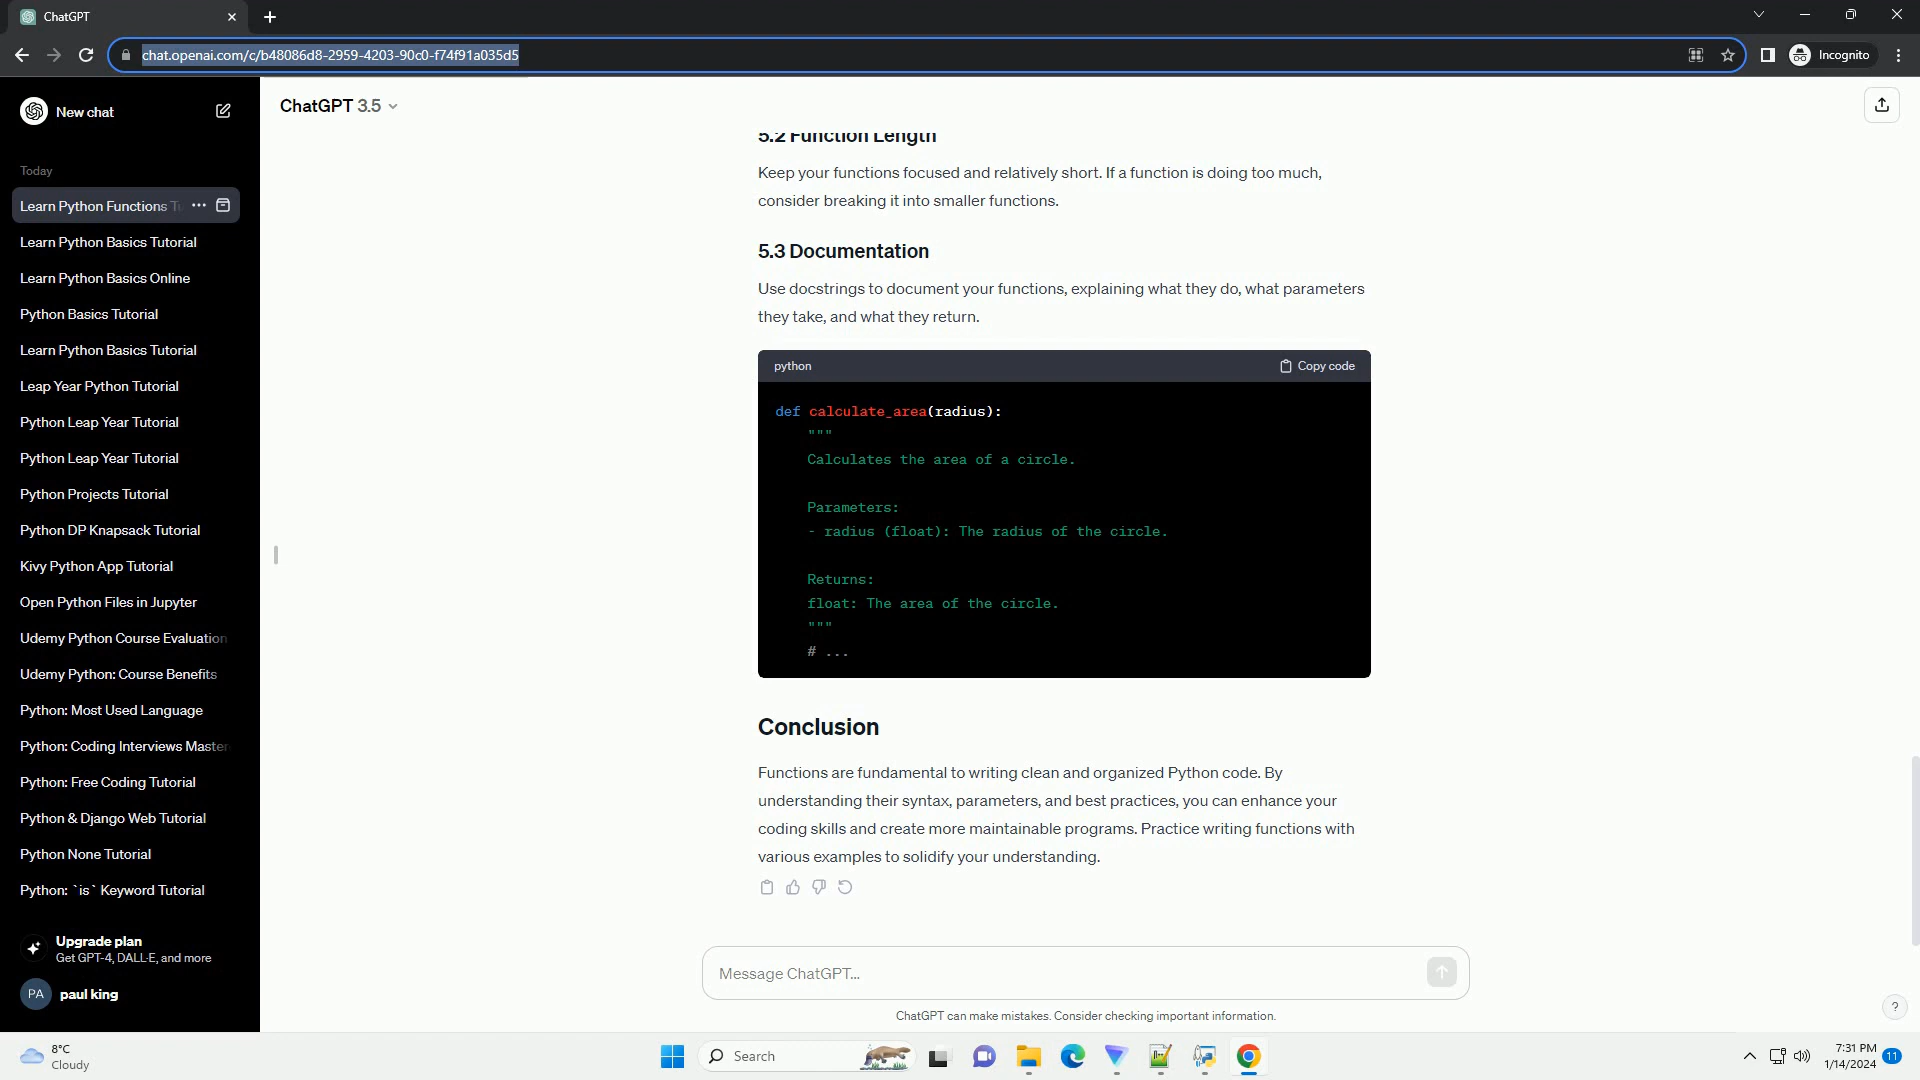 ChatGPT
chat.openai.com/c/b48086d8-2959-4203-90c0-f74f91a035d5
Incognito
New chat
Today
Learn Python Functions Tu
Learn Python Basics Tutorial
Learn Python Basics Online
Python Basics Tutorial
Learn Python Basics Tutorial
Leap Year Python Tutorial
Python Leap Year Tutorial
Python Leap Year Tutorial
Python Projects Tutorial
Python DP Knapsack Tutorial
Kivy Python App Tutorial
Open Python Files in Jupyter
Udemy Python Course Evaluation
Udemy Python: Course Benefits
Python: Most Used Language
Python: Coding Interviews Master
Python: Free Coding Tutorial
Python & Django Web Tutorial
Python None Tutorial
Python: `is` Keyword Tutorial
Upgrade plan
Get GPT-4, DALL·E, and more
PA paul king
ChatGPT 3.5
5.2 Function Length
Keep your functions focused and relatively short. If a function is doing too much,
consider breaking it into smaller functions.
5.3 Documentation
Use docstrings to document your functions, explaining what they do, what parameters
they take, and what they return.
python Copy code
def calculate_area(radius):
"""
Calculates the area of a circle.
Parameters:
- radius (float): The radius of the circle.
Returns:
float: The area of the circle.
"""
# ...
Conclusion
Functions are fundamental to writing clean and organized Python code. By
understanding their syntax, parameters, and best practices, you can enhance your
coding skills and create more maintainable programs. Practice writing functions with
various examples to solidify your understanding.
Message ChatGPT...
ChatGPT can make mistakes. Consider checking important information.
?
8°C
Cloudy
Search
7:31 PM
1/14/2024
11